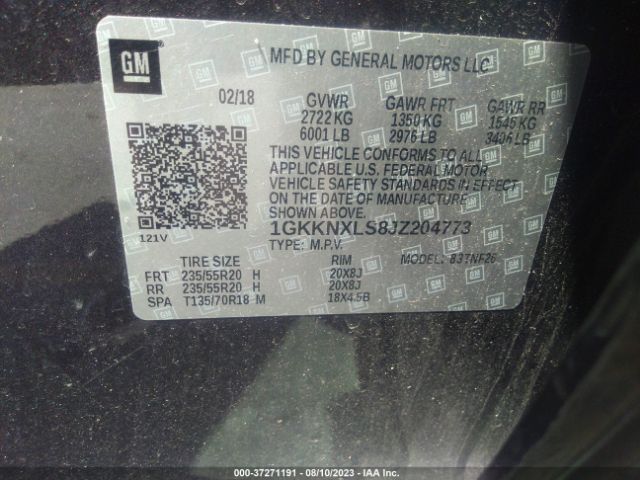 GM
MFD BY GENERAL MOTORS LLC
02/18 GVWR GAWR FRT GAWR RR
2722 KG 1350 KG 1545 KG
6001 LB 2976 LB 3406 LB
THIS VEHICLE CONFORMS TO ALL
APPLICABLE U.S. FEDERAL MOTOR
VEHICLE SAFETY STANDARDS IN EFFECT
ON THE DATE OF MANUFACTURE
SHOWN ABOVE.
121V
1GKKNXLS8JZ204773
TYPE: M.P.V. MODEL: 83TNF26
TIRE SIZE RIM
FRT 235/55R20 H 20X8J
RR 235/55R20 H 20X8J
SPA T135/70R18 M 18X4.5B
000-37271191 - 08/10/2023 - IAA Inc.